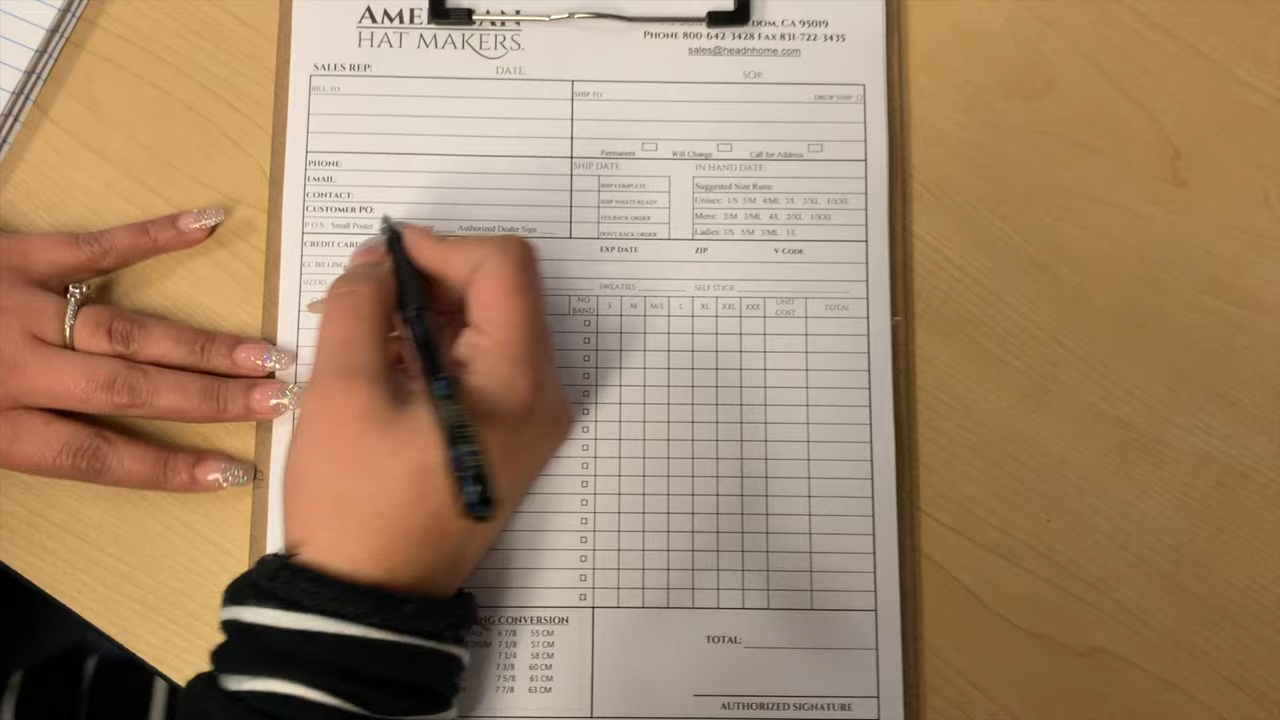 HAT MAKERS.
CA 95019
PHONE 800-642-3428 FAX 831-722-3435
sales@headnhome.com
SALES REP: DATE: SO#:
BILL TO SHIP TO DROP SHIP
Permanent Will Change Call for Address
PHONE: SHIP DATE: IN HAND DATE:
EMAIL: SHIP COMPLETE Suggested Size Runs:
CONTACT: SHIP WHATS READY Unisex: 1/S 3/M 4/ML 3/L 2/XL 1/XXL
CUSTOMER PO: BACK ORDER Mens: 2/M 3/ML 4/L 2/XL 1/XXL
P O S Small Poster Authorized Dealer Sign DON'T BACK ORDER Ladies: 3/S 5/M 3/ML 1/L
CREDIT CARD EXP DATE ZIP V-CODE
CC BILLING
SIZERS SWEATIES SELF STICK
NO BAND S M M/L L XL XXL XXX UNIT COST TOTAL
CONVERSION
6 7/8 55 CM
7 1/8 57 CM
7 1/4 58 CM
7 3/8 60 CM
7 5/8 61 CM
7 7/8 63 CM
TOTAL:
AUTHORIZED SIGNATURE